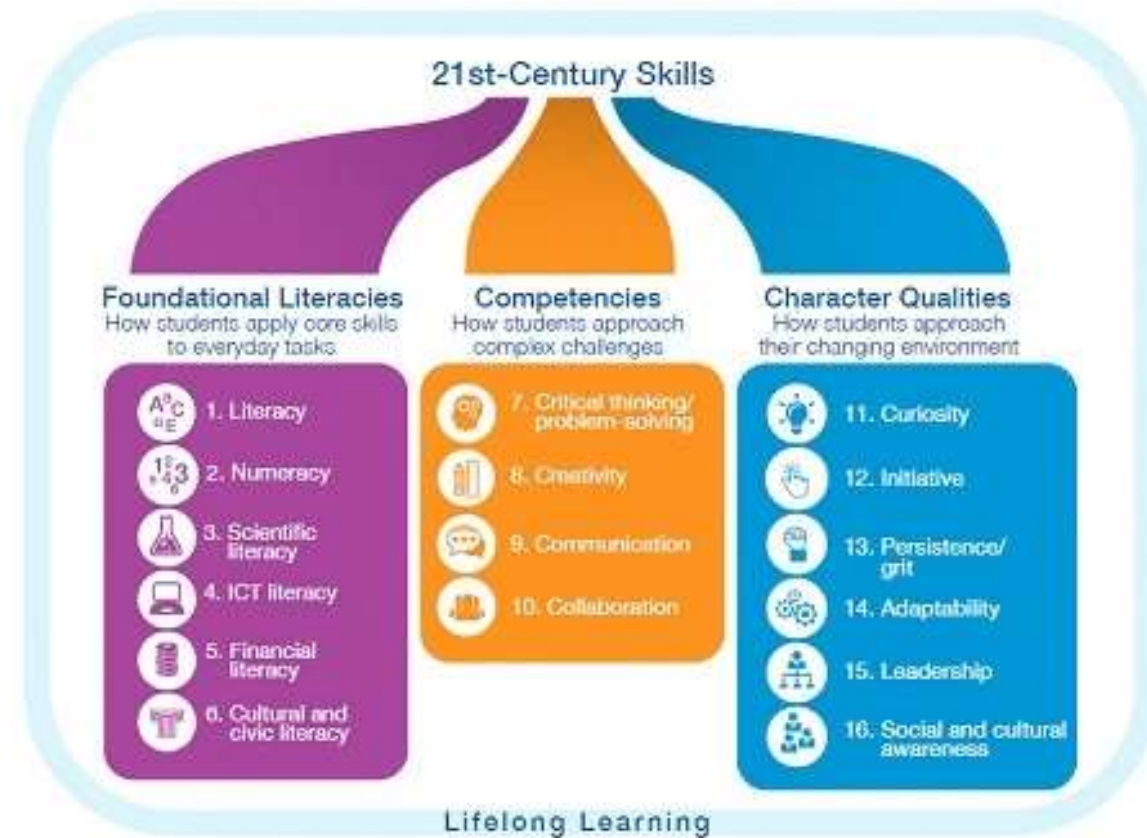 21st-Century Skills
Foundational Literacies
How students apply core skills
to everyday tasks
1. Literacy
2. Numeracy
3. Scientific
literacy
4. ICT literacy
5. Financial
literacy
6. Cultural and
civic literacy
Competencies
How students approach
complex challenges
7. Critical thinking/
problem-solving
8. Creativity
9. Communication
10. Collaboration
Character Qualities
How students approach
their changing environment
11. Curiosity
12. Initiative
13. Persistence/
grit
14. Adaptability
15. Leadership
16. Social and cultural
awareness
Lifelong Learning